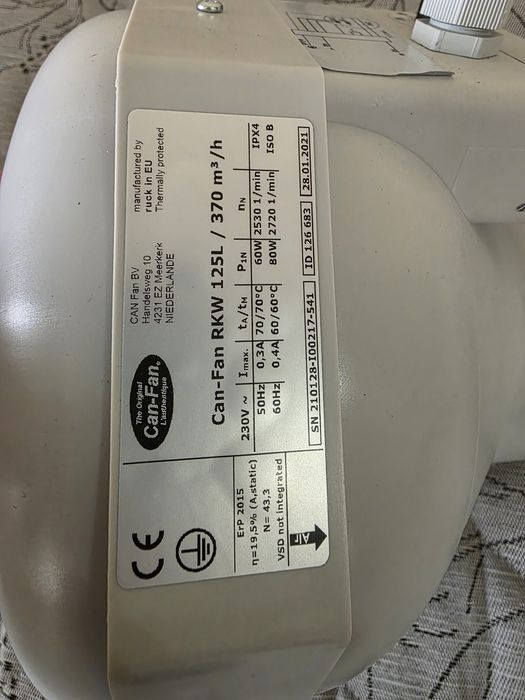 The Original
Can-Fan®
L'authentique
CAN Fan BV
Handelsweg 10
4231 EZ Meerkerk
NIEDERLANDE
manufactured by
ruck in EU
Thermally protected
Can-Fan RKW 125L / 370 m³/h
230V ~ Imax. tA/tM P1N nN
50Hz 0,3A 70/70°C 60W 2530 1/min IPX4
60Hz 0,4A 60/60°C 80W 2720 1/min ISO B
SN 210128-I00217-541 ID 126 683 28.01.2021
CE
ErP 2015
η=19,5% (A,static)
N= 43,3
VSD not integrated
Air